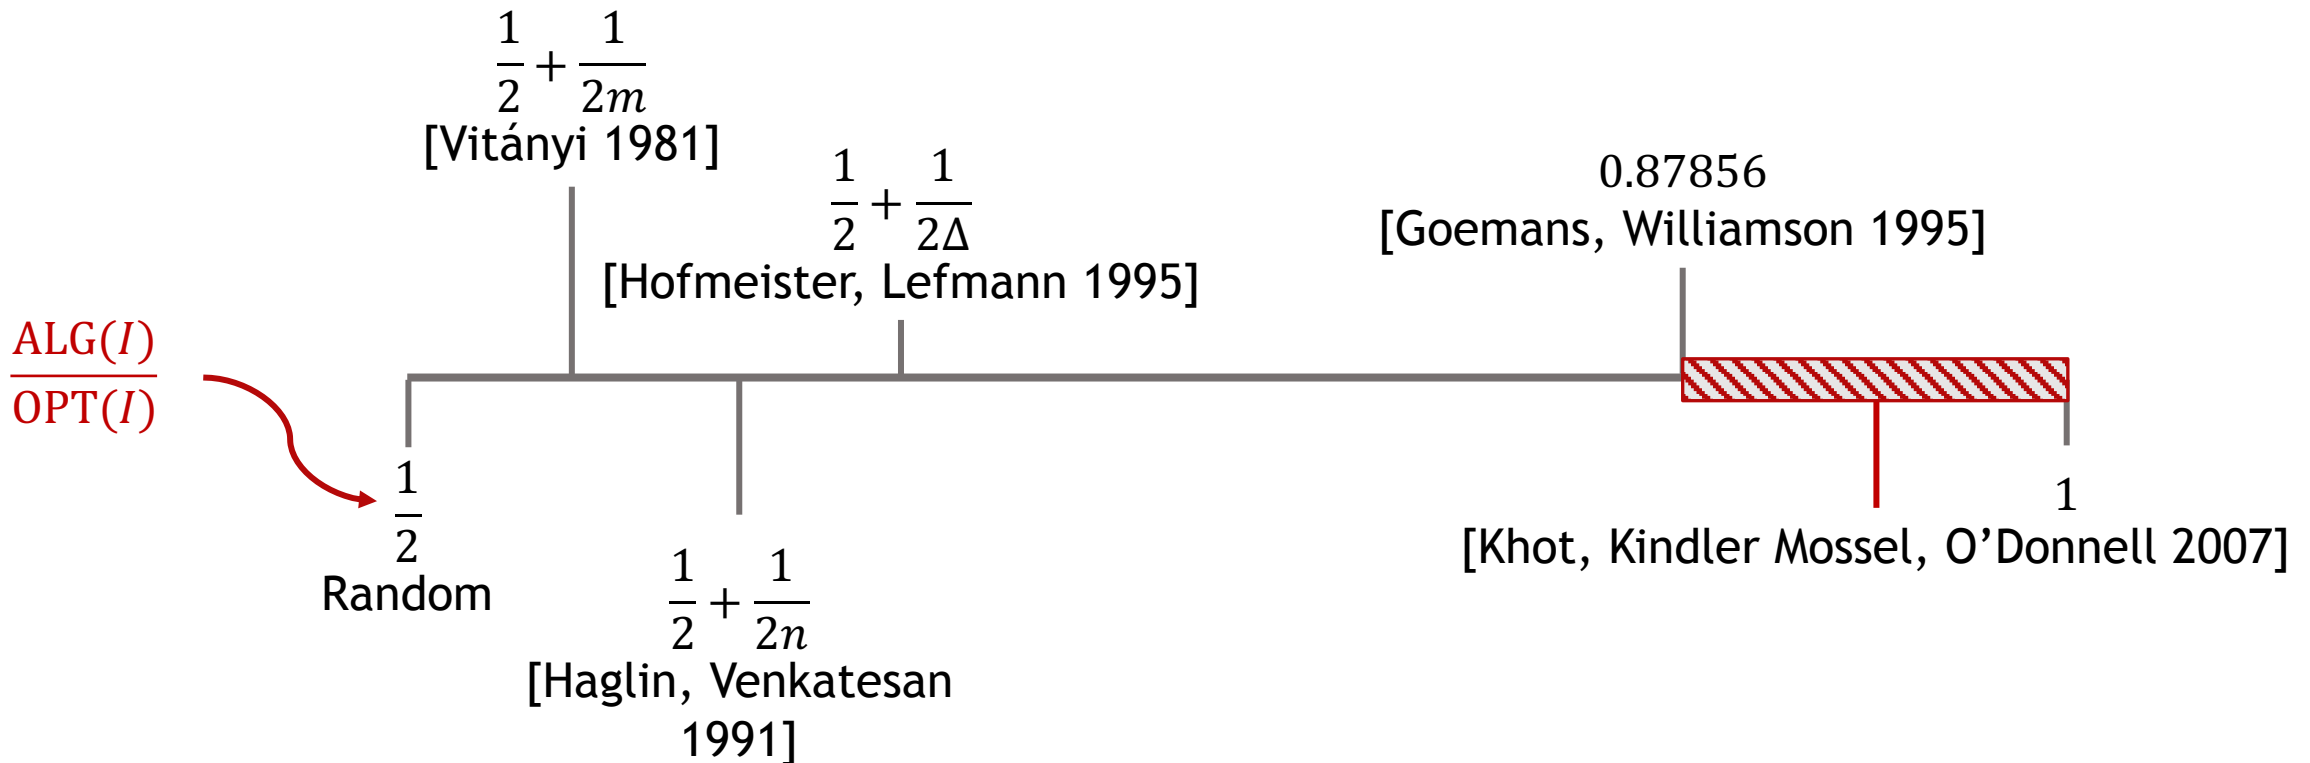 1/2 + 1/2m
[Vitányi 1981]
1/2 + 1/2Δ
[Hofmeister, Lefmann 1995]
0.87856
[Goemans, Williamson 1995]
ALG(I)/OPT(I)
1/2
Random
1/2 + 1/2n
[Haglin, Venkatesan
1991]
1
[Khot, Kindler Mossel, O’Donnell 2007]